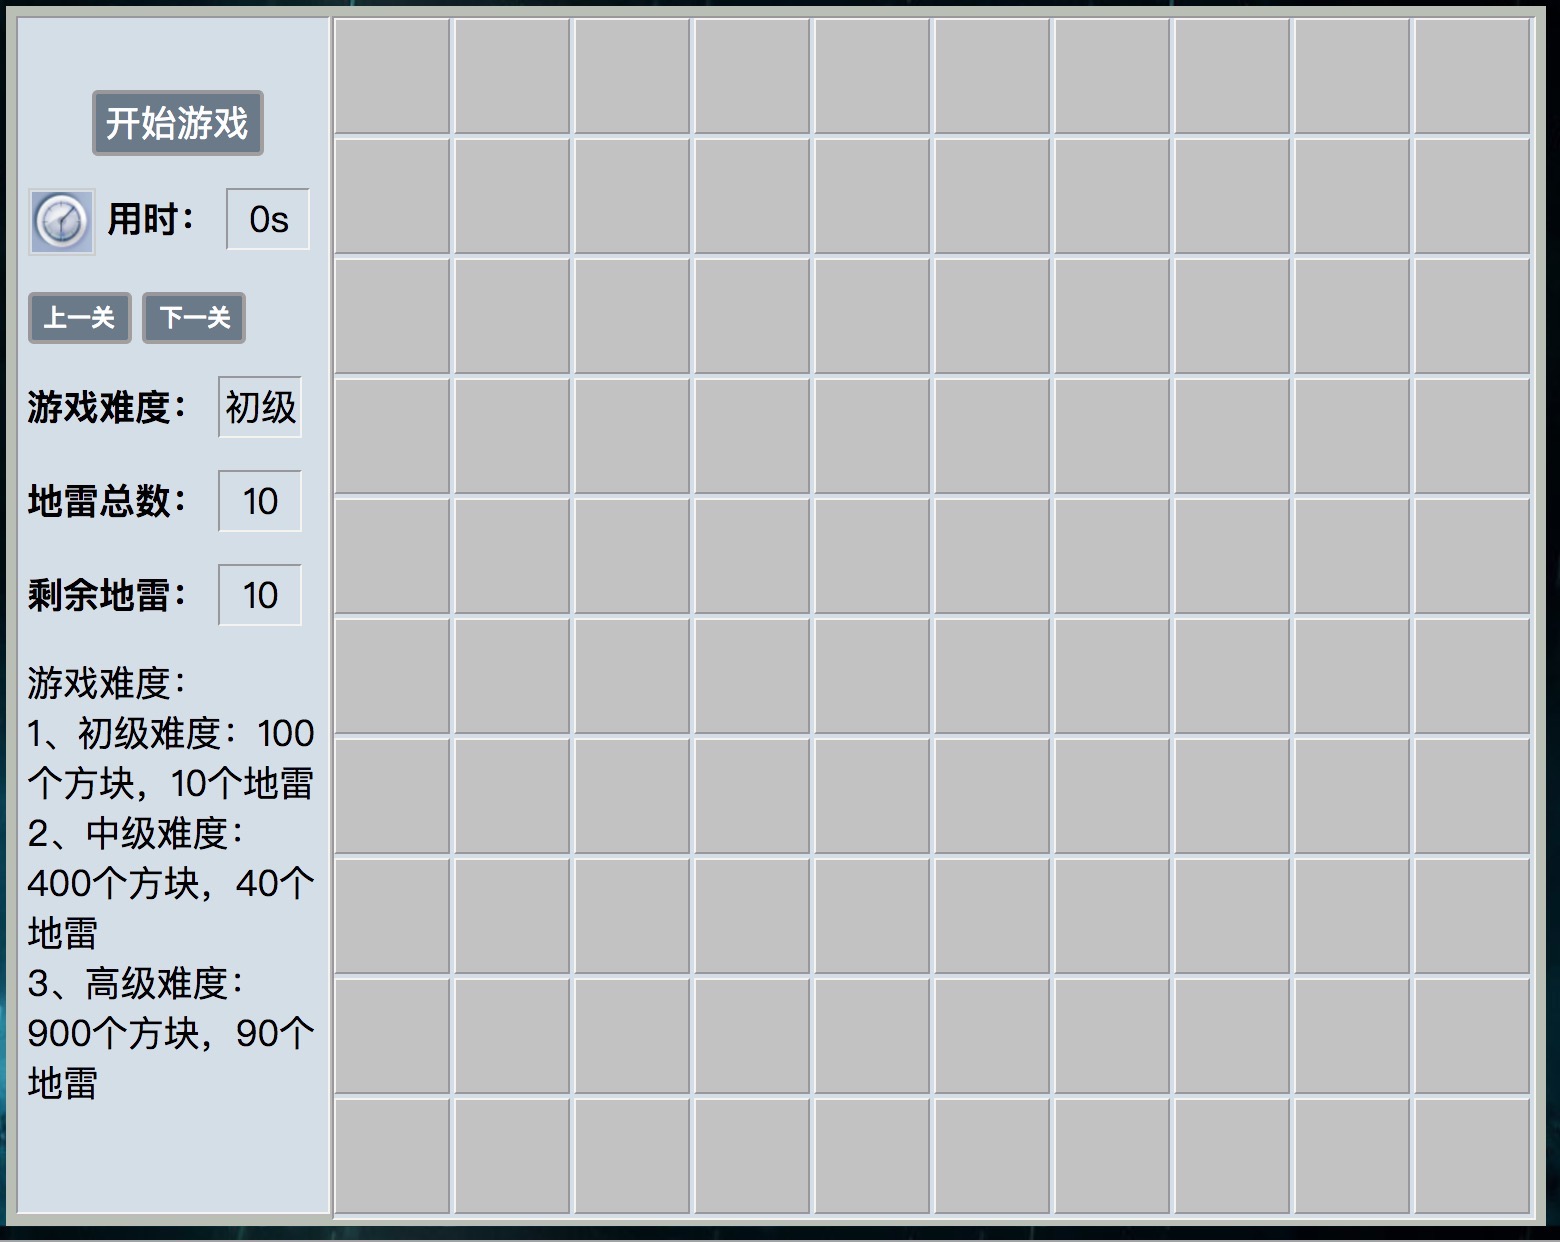 开始游戏
用时： 0s
上一关 下一关
游戏难度： 初级
地雷总数： 10
剩余地雷： 10
游戏难度：
1、初级难度：100
个方块，10个地雷
2、中级难度：
400个方块，40个
地雷
3、高级难度：
900个方块，90个
地雷